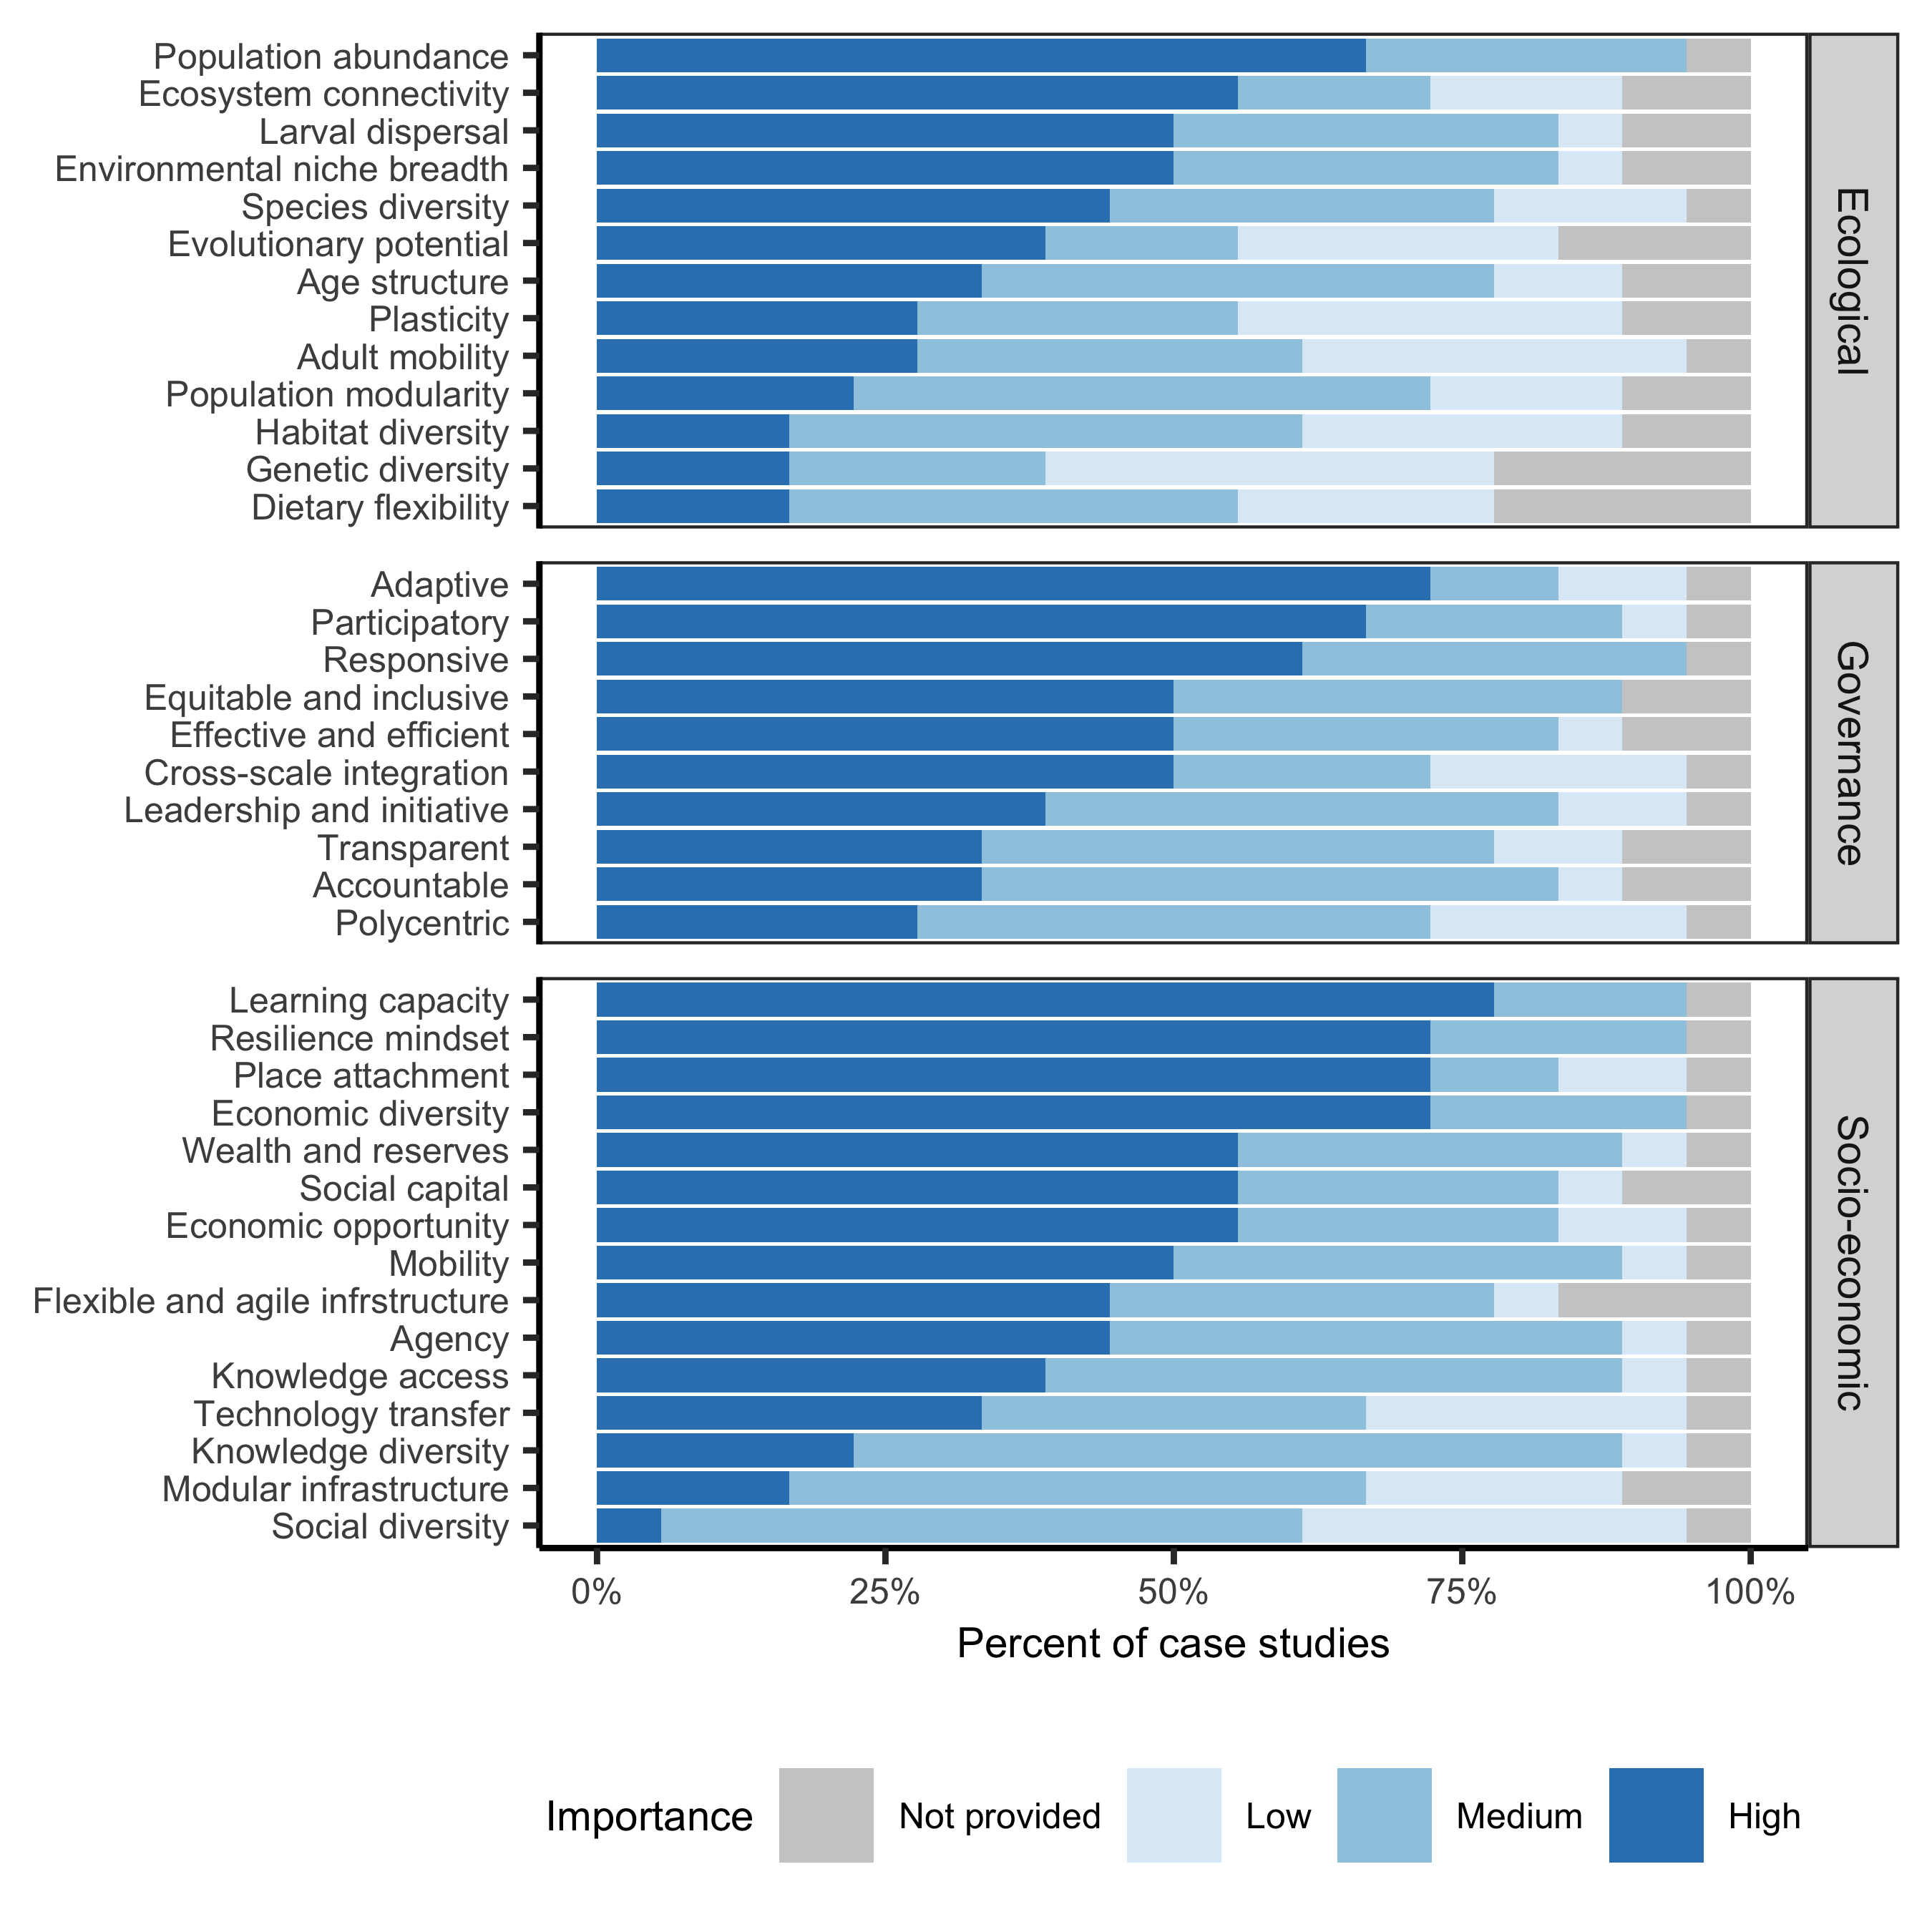 Population abundance
Ecosystem connectivity
Larval dispersal
Environmental niche breadth
Species diversity
Evolutionary potential
Age structure
Plasticity
Adult mobility
Population modularity
Habitat diversity
Genetic diversity
Dietary flexibility
Ecological
Adaptive
Participatory
Responsive
Equitable and inclusive
Effective and efficient
Cross-scale integration
Leadership and initiative
Transparent
Accountable
Polycentric
Governance
Learning capacity
Resilience mindset
Place attachment
Economic diversity
Wealth and reserves
Social capital
Economic opportunity
Mobility
Flexible and agile infrstructure
Agency
Knowledge access
Technology transfer
Knowledge diversity
Modular infrastructure
Social diversity
Socio-economic
0% 25% 50% 75% 100%
Percent of case studies
Importance Not provided Low Medium High